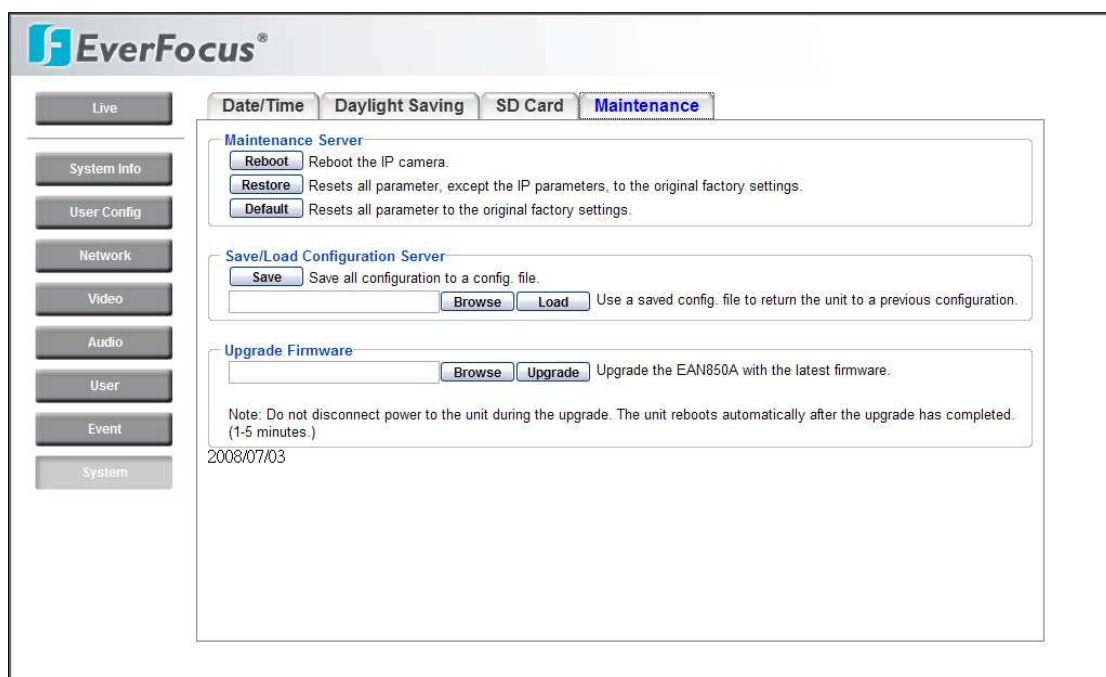 EverFocus®
Live
System Info
User Config
Network
Video
Audio
User
Event
System
Date/Time Daylight Saving SD Card Maintenance
Maintenance Server
Reboot Reboot the IP camera.
Restore Resets all parameter, except the IP parameters, to the original factory settings.
Default Resets all parameter to the original factory settings.
Save/Load Configuration Server
Save Save all configuration to a config. file.
Browse Load Use a saved config. file to return the unit to a previous configuration.
Upgrade Firmware
Browse Upgrade Upgrade the EAN850A with the latest firmware.
Note: Do not disconnect power to the unit during the upgrade. The unit reboots automatically after the upgrade has completed.
(1-5 minutes.)
2008/07/03